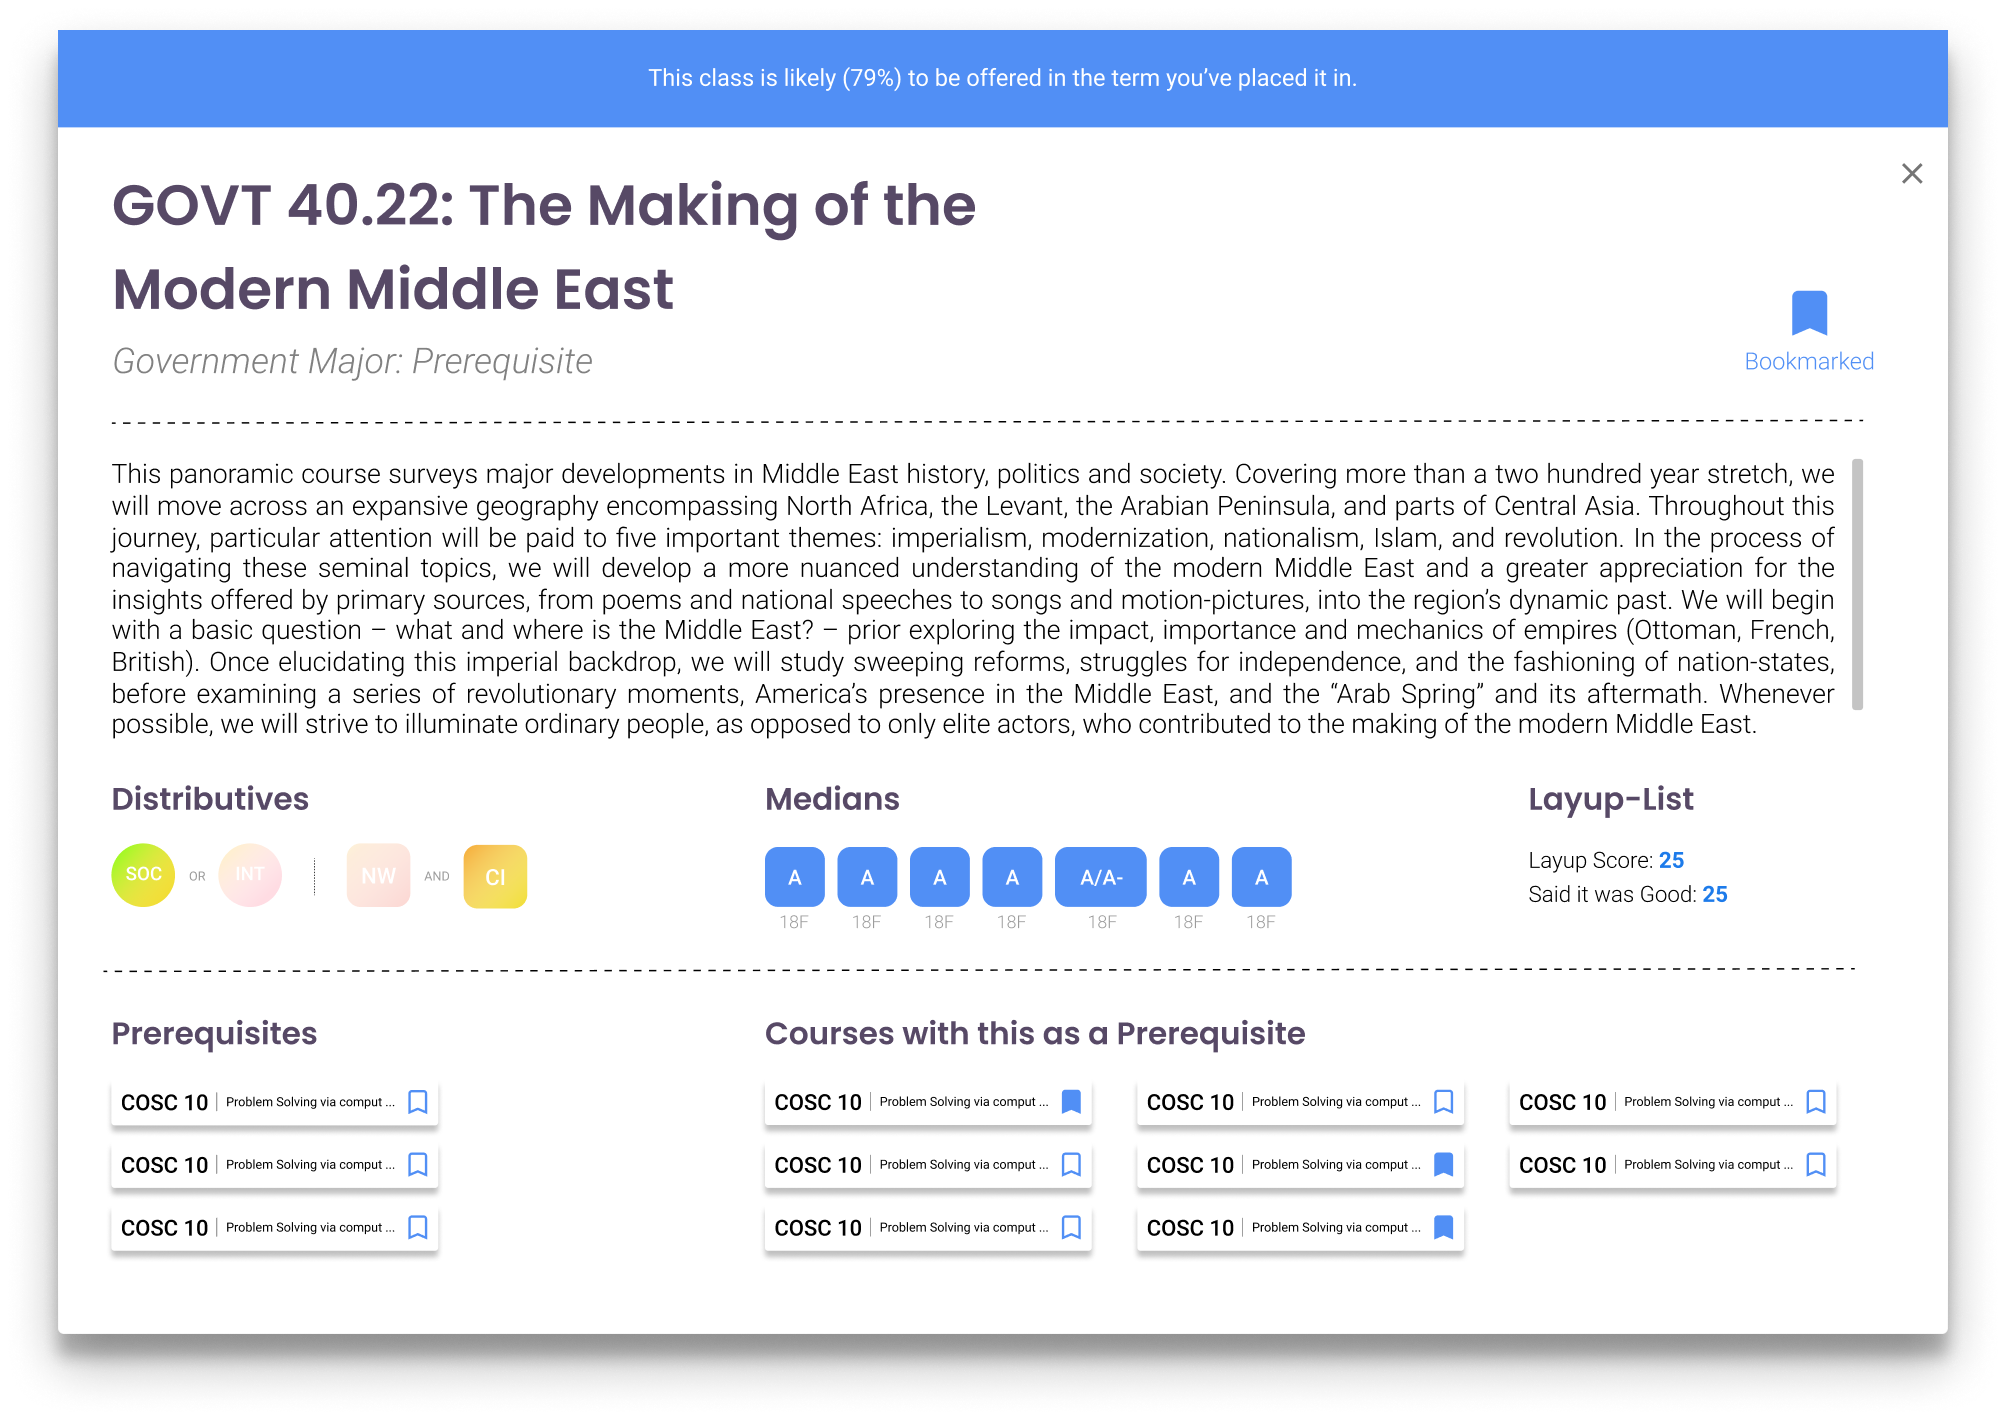 This class is likely (79%) to be offered in the term you’ve placed it in.
GOVT 40.22: The Making of the
Modern Middle East
Government Major: Prerequisite
Bookmarked
This panoramic course surveys major developments in Middle East history, politics and society. Covering more than a two hundred year stretch, we
will move across an expansive geography encompassing North Africa, the Levant, the Arabian Peninsula, and parts of Central Asia. Throughout this
journey, particular attention will be paid to five important themes: imperialism, modernization, nationalism, Islam, and revolution. In the process of
navigating these seminal topics, we will develop a more nuanced understanding of the modern Middle East and a greater appreciation for the
insights offered by primary sources, from poems and national speeches to songs and motion-pictures, into the region’s dynamic past. We will begin
with a basic question – what and where is the Middle East? – prior exploring the impact, importance and mechanics of empires (Ottoman, French,
British). Once elucidating this imperial backdrop, we will study sweeping reforms, struggles for independence, and the fashioning of nation-states,
before examining a series of revolutionary moments, America’s presence in the Middle East, and the “Arab Spring” and its aftermath. Whenever
possible, we will strive to illuminate ordinary people, as opposed to only elite actors, who contributed to the making of the modern Middle East.
Distributives
SOC OR INT NW AND CI
Medians
A A A A A/A- A A
18F 18F 18F 18F 18F 18F 18F
Layup-List
Layup Score: 25
Said it was Good: 25
Prerequisites
COSC 10 Problem Solving via comput ...
COSC 10 Problem Solving via comput ...
COSC 10 Problem Solving via comput ...
Courses with this as a Prerequisite
COSC 10 Problem Solving via comput ... COSC 10 Problem Solving via comput ... COSC 10 Problem Solving via comput ...
COSC 10 Problem Solving via comput ... COSC 10 Problem Solving via comput ... COSC 10 Problem Solving via comput ...
COSC 10 Problem Solving via comput ... COSC 10 Problem Solving via comput ...